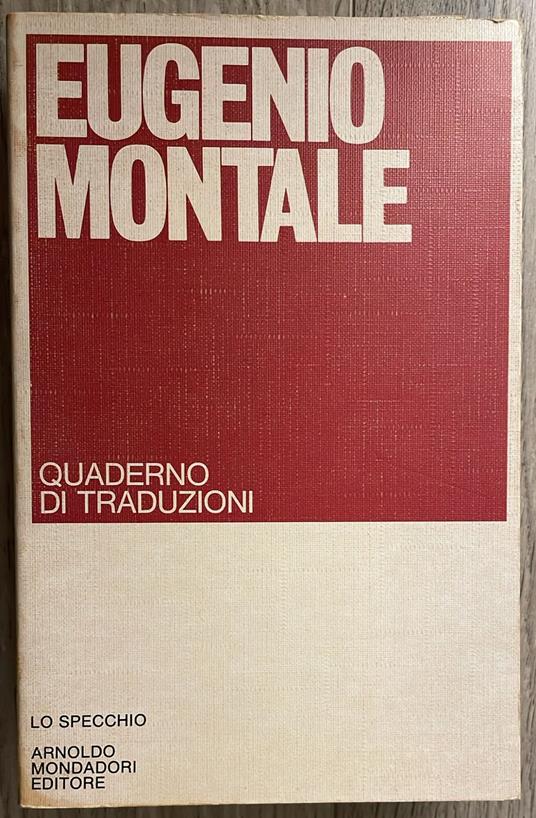 EUGENIO
MONTALE
QUADERNO
DI TRADUZIONI
LO SPECCHIO
ARNOLDO
MONDADORI
EDITORE